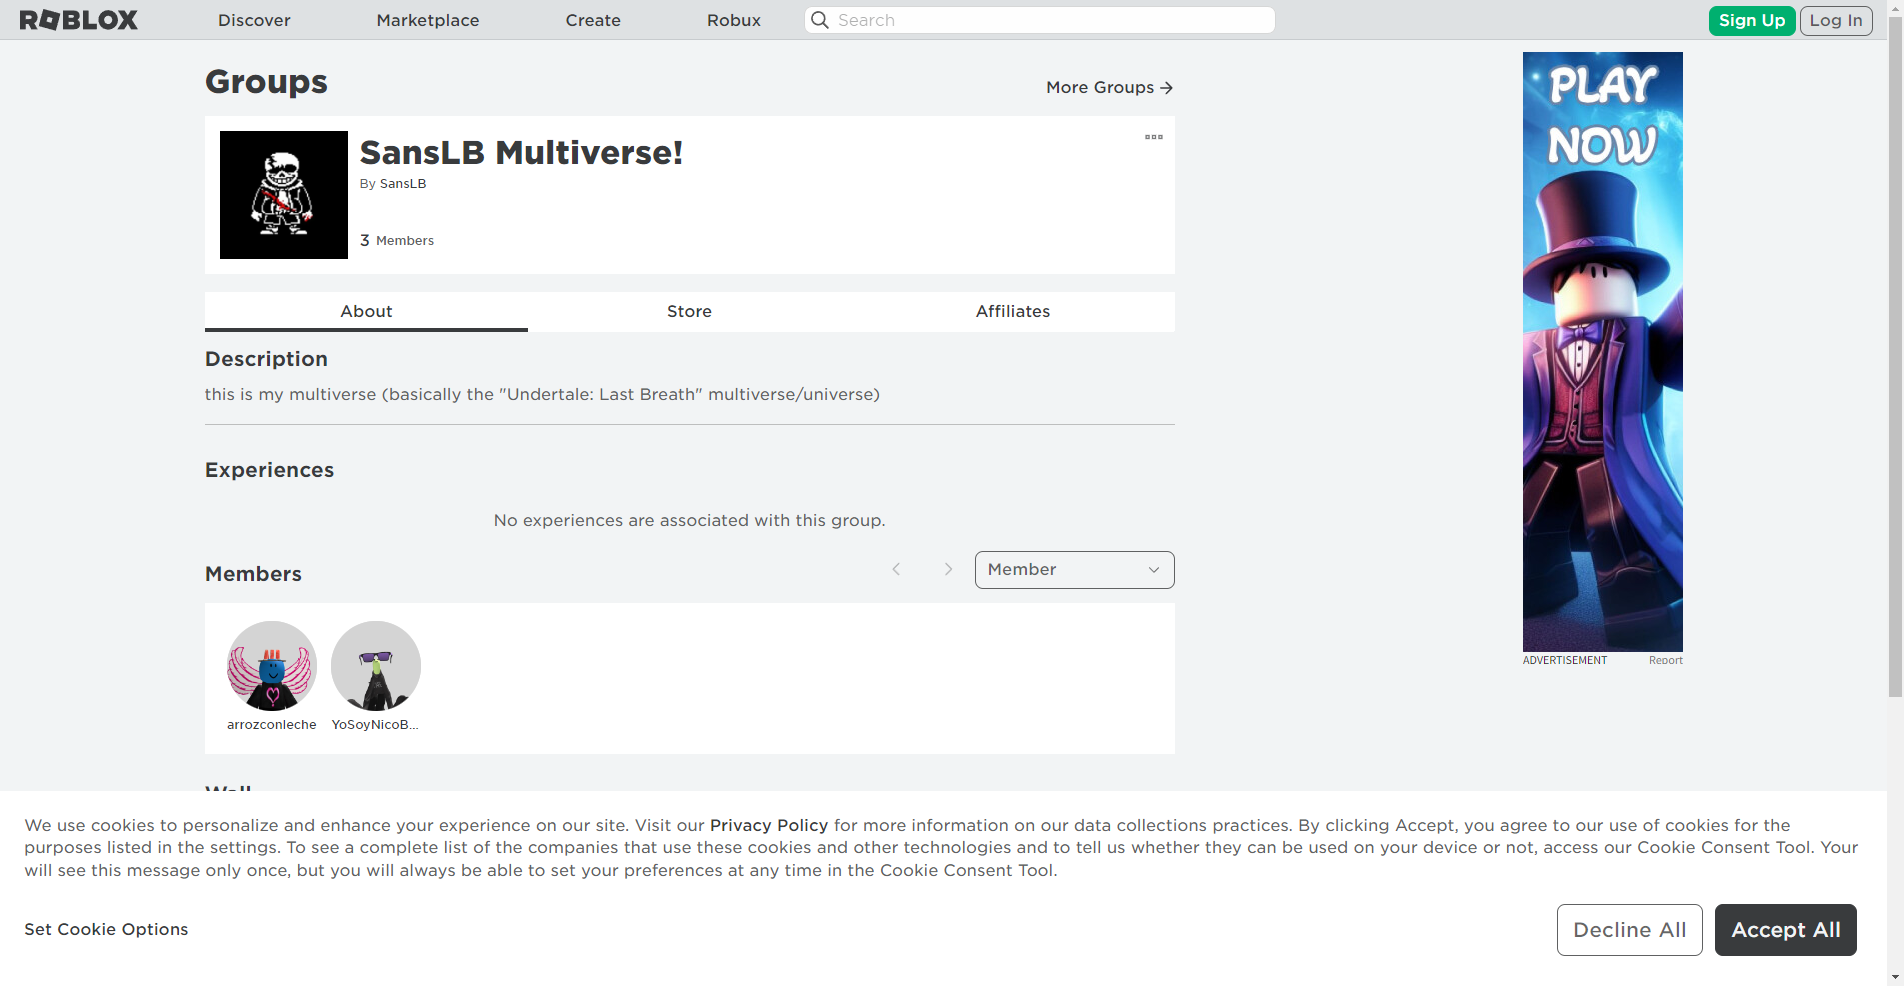 ROBLOX
Discover
Marketplace
Create
Robux
Search
Sign Up
Log In
Groups
More Groups
SansLB Multiverse!
By SansLB
3 Members
About
Store
Affiliates
Description
this is my multiverse (basically the "Undertale: Last Breath" multiverse/universe)
Experiences
No experiences are associated with this group.
Members
Member
arrozconleche
YoSoyNicoB...
Wall
PLAY
NOW
ADVERTISEMENT
Report
We use cookies to personalize and enhance your experience on our site. Visit our Privacy Policy for more information on our data collections practices. By clicking Accept, you agree to our use of cookies for the
purposes listed in the settings. To see a complete list of the companies that use these cookies and other technologies and to tell us whether they can be used on your device or not, access our Cookie Consent Tool. Your
will see this message only once, but you will always be able to set your preferences at any time in the Cookie Consent Tool.
Set Cookie Options
Decline All
Accept All